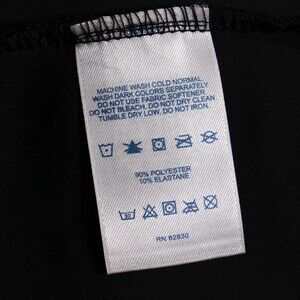 MACHINE WASH COLD NORMAL
WASH DARK COLORS SEPARATELY
DO NOT USE FABRIC SOFTENER
DO NOT BLEACH. DO NOT DRY CLEAN
TUMBLE DRY LOW. DO NOT IRON.
90% POLYESTER
10% ELASTANE
RN 62830